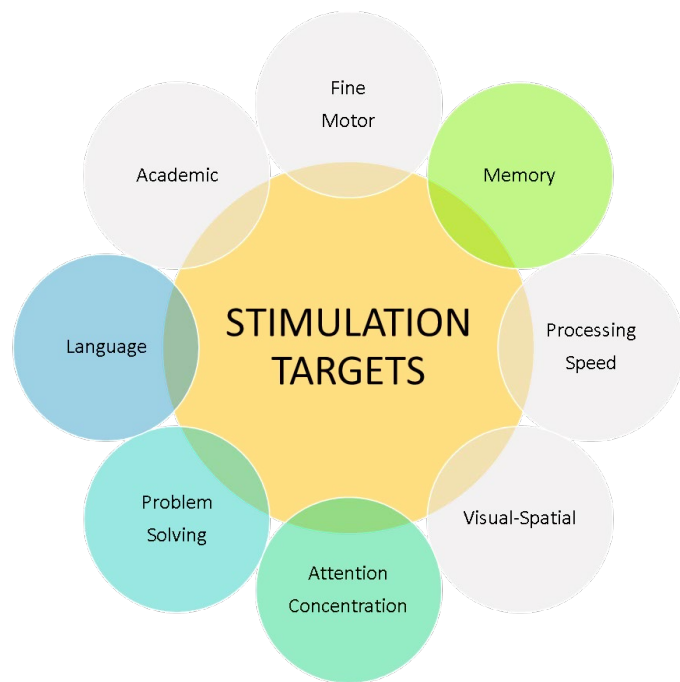 Fine
Motor
Memory
Processing
Speed
Visual-Spatial
Attention
Concentration
Problem
Solving
Language
Academic
STIMULATION
TARGETS